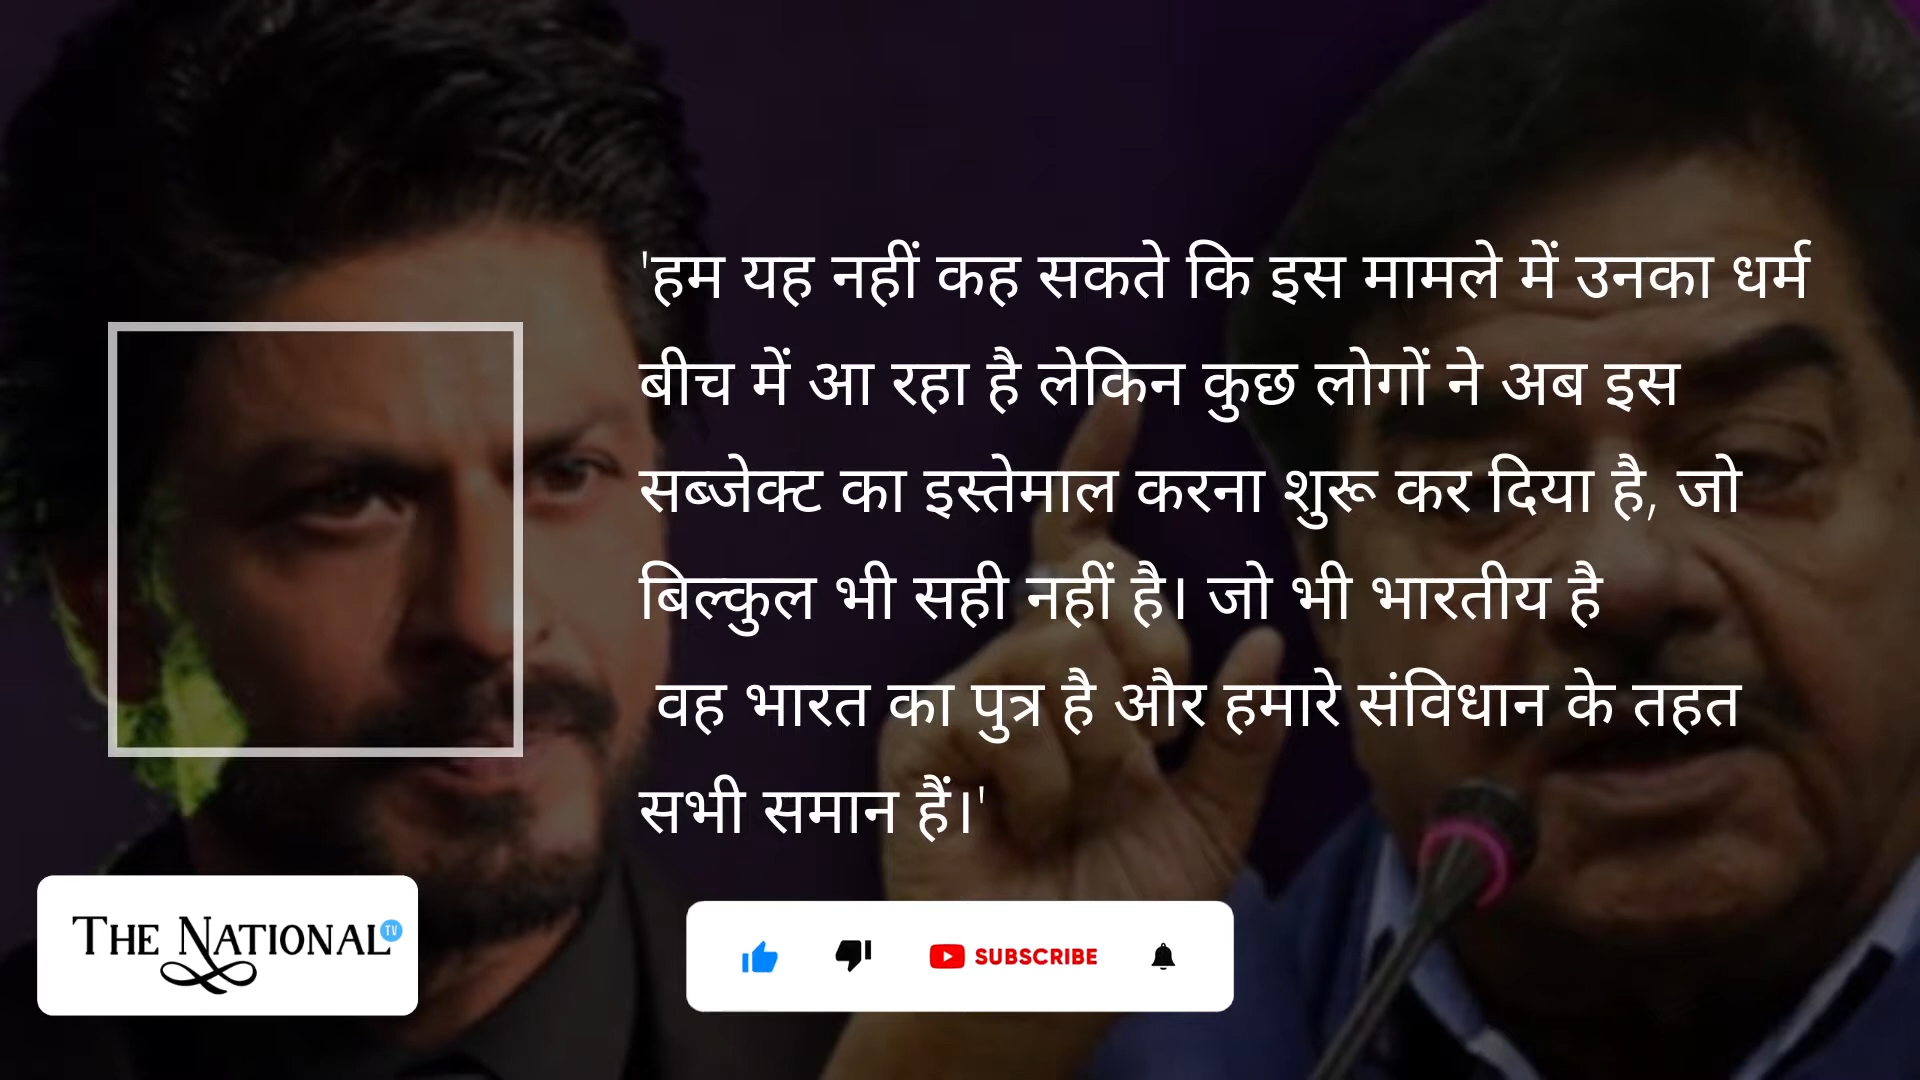 'हम यह नहीं कह सकते कि इस मामले में उनका धर्म
बीच में आ रहा है लेकिन कुछ लोगों ने अब इस
सब्जेक्ट का इस्तेमाल करना शुरू कर दिया है, जो
बिल्कुल भी सही नहीं है। जो भी भारतीय है
वह भारत का पुत्र है और हमारे संविधान के तहत
सभी समान हैं।'
THE NATIONAL TV
SUBSCRIBE